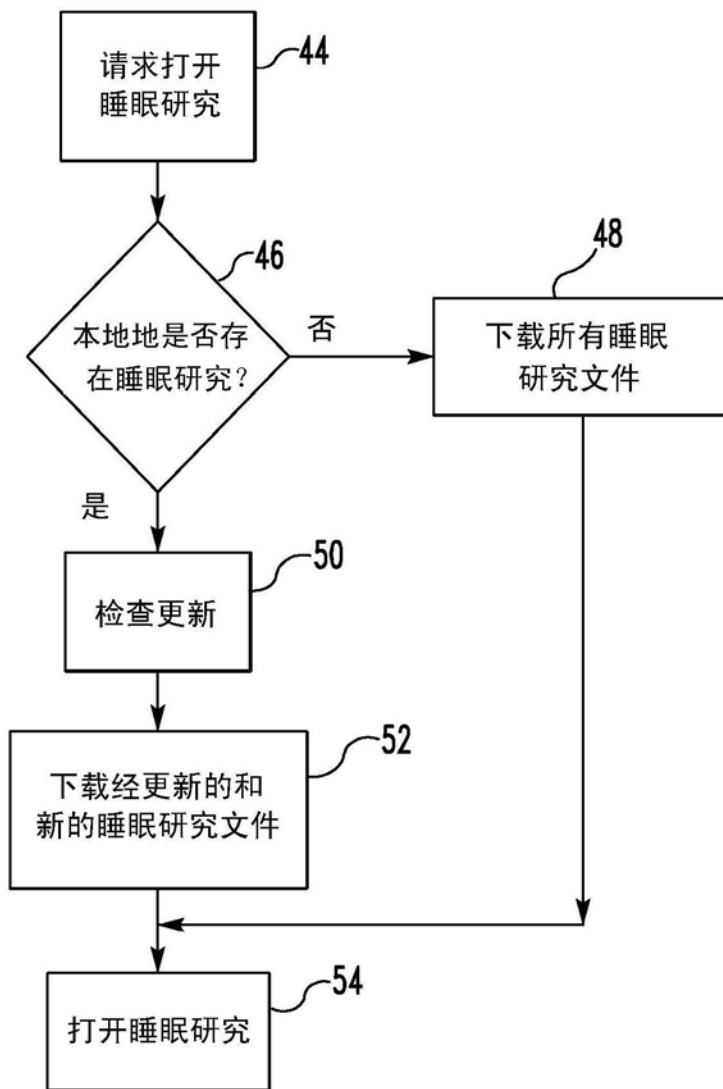 请求打开
睡眠研究
44
本地地是否存
在睡眠研究?
46
否
下载所有睡眠
研究文件
48
是
检查更新
50
下载经更新的和
新的睡眠研究文件
52
打开睡眠研究
54